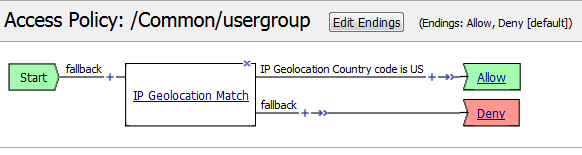 Access Policy: /Common/usergroup Edit Endings (Endings: Allow, Deny [default])
Start fallback + IP Geolocation Match × IP Geolocation Country code is US + Allow
fallback + Deny